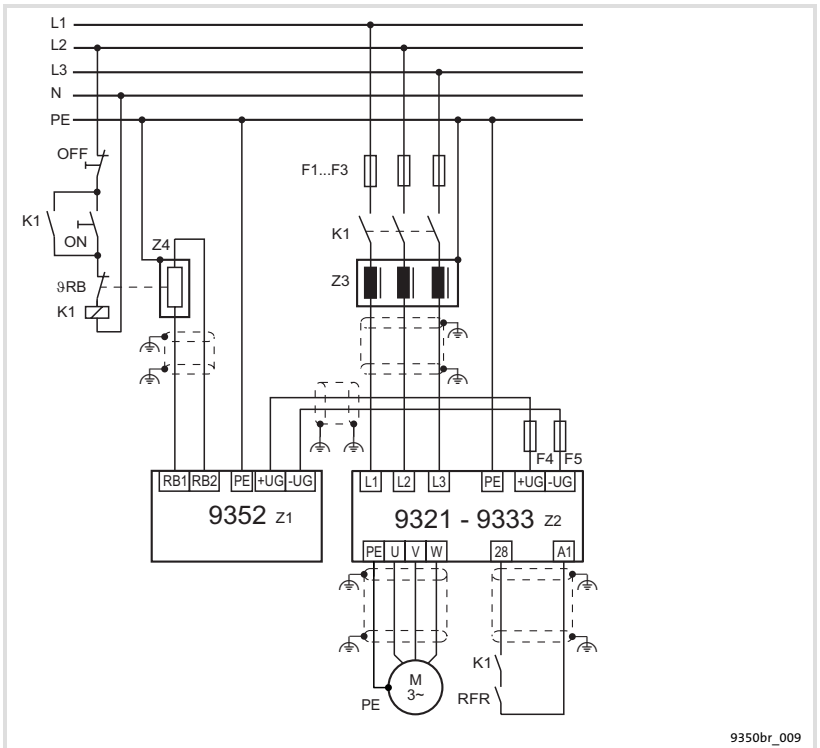 L1
L2
L3
N
PE
OFF
F1...F3
K1
ON
K1
Z4
Z3
ϑRB
K1
F4 F5
RB1 RB2 PE +UG -UG
L1 L2 L3 PE +UG -UG
9352 Z1
9321 - 9333 Z2
PE U V W 28 A1
K1
M
3~
RFR
PE
9350br_009